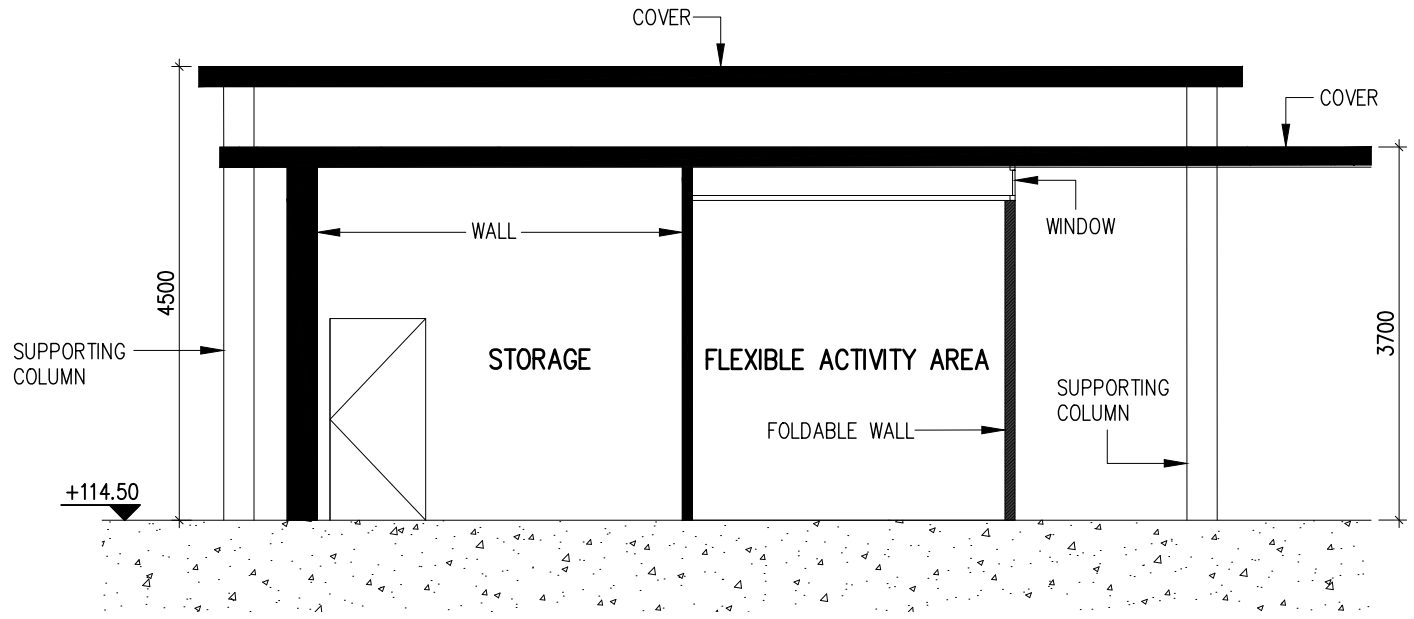 COVER
COVER
WALL
WINDOW
4500
3700
SUPPORTING
COLUMN
STORAGE
FLEXIBLE ACTIVITY AREA
SUPPORTING
COLUMN
FOLDABLE WALL
+114.50